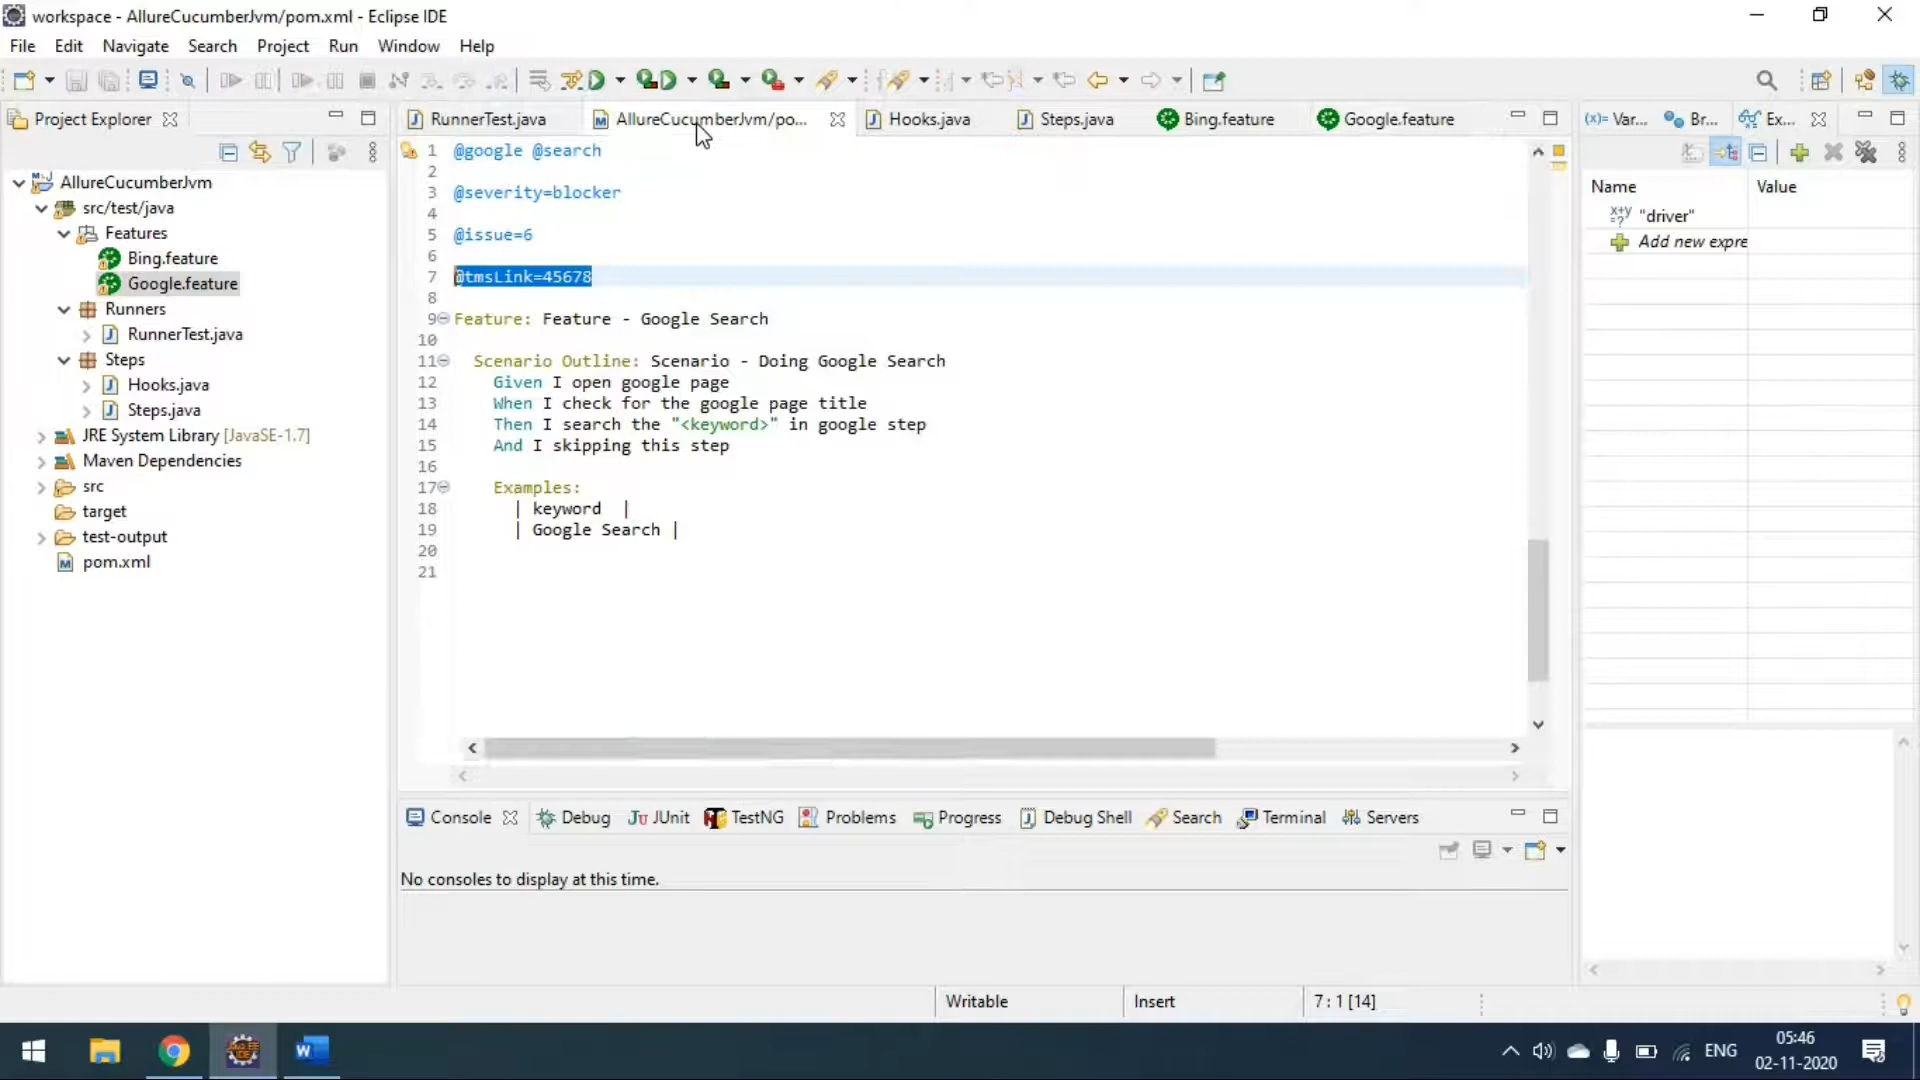 workspace - AllureCucumberJvm/pom.xml - Eclipse IDE
File Edit Navigate Search Project Run Window Help
Project Explorer
RunnerTest.java
AllureCucumberJvm/po...
Hooks.java
Steps.java
Bing.feature
Google.feature
(x)= Var...
Br...
Ex...
AllureCucumberJvm
src/test/java
Features
Bing.feature
Google.feature
Runners
RunnerTest.java
Steps
Hooks.java
Steps.java
JRE System Library [JavaSE-1.7]
Maven Dependencies
src
target
test-output
pom.xml
1 @google @search
2
3 @severity=blocker
4
5 @issue=6
6
7 @tmsLink=45678
8
9 Feature: Feature - Google Search
10
11 Scenario Outline: Scenario - Doing Google Search
12 Given I open google page
13 When I check for the google page title
14 Then I search the "<keyword>" in google step
15 And I skipping this step
16
17 Examples:
18 | keyword |
19 | Google Search |
20
21
Name Value
x+y =? "driver"
Add new expre
Console Debug JUnit TestNG Problems Progress Debug Shell Search Terminal Servers
No consoles to display at this time.
Writable Insert 7 : 1 [14]
ENG
05:46
02-11-2020